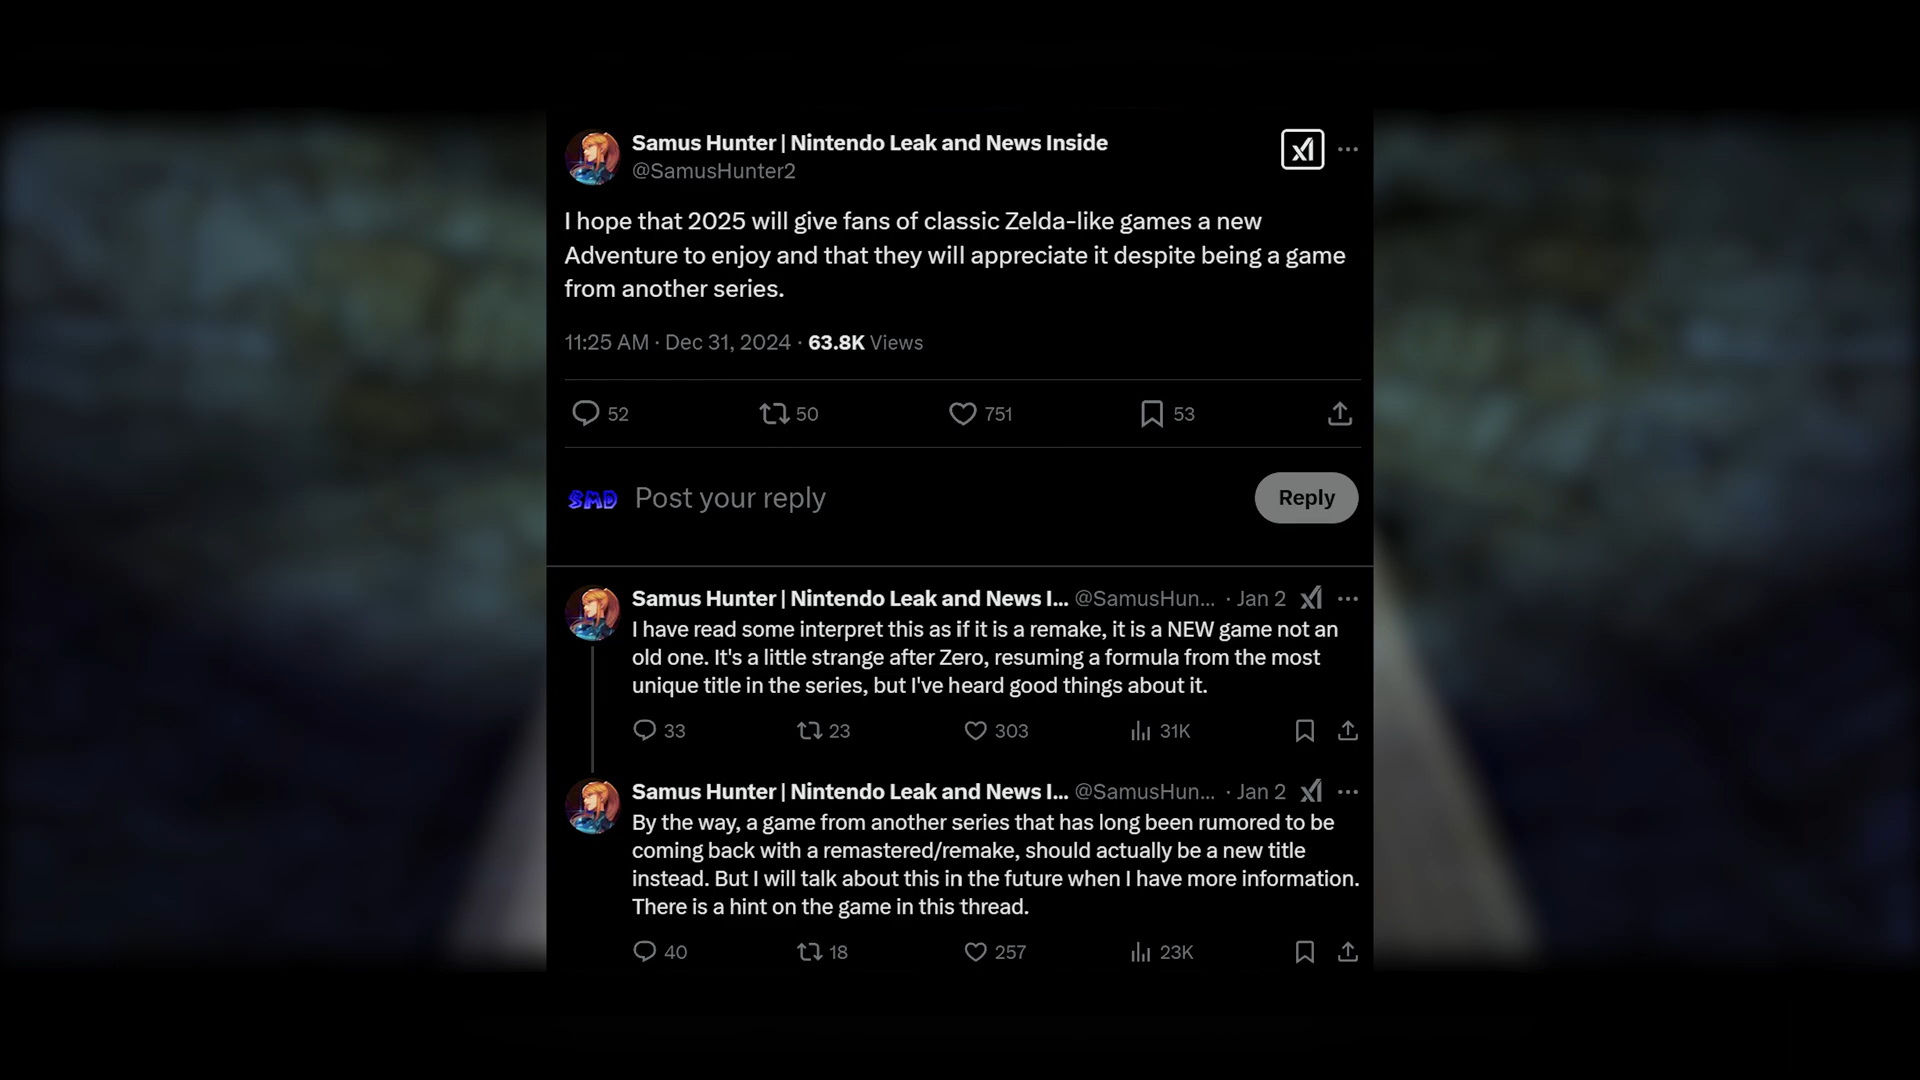 Samus Hunter | Nintendo Leak and News Inside
@SamusHunter2
I hope that 2025 will give fans of classic Zelda-like games a new
Adventure to enjoy and that they will appreciate it despite being a game
from another series.
11:25 AM · Dec 31, 2024 · 63.8K Views
52 50 751 53
SMD Post your reply Reply
Samus Hunter | Nintendo Leak and News I... @SamusHun... · Jan 2
I have read some interpret this as if it is a remake, it is a NEW game not an
old one. It's a little strange after Zero, resuming a formula from the most
unique title in the series, but I've heard good things about it.
33 23 303 31K
Samus Hunter | Nintendo Leak and News I... @SamusHun... · Jan 2
By the way, a game from another series that has long been rumored to be
coming back with a remastered/remake, should actually be a new title
instead. But I will talk about this in the future when I have more information.
There is a hint on the game in this thread.
40 18 257 23K